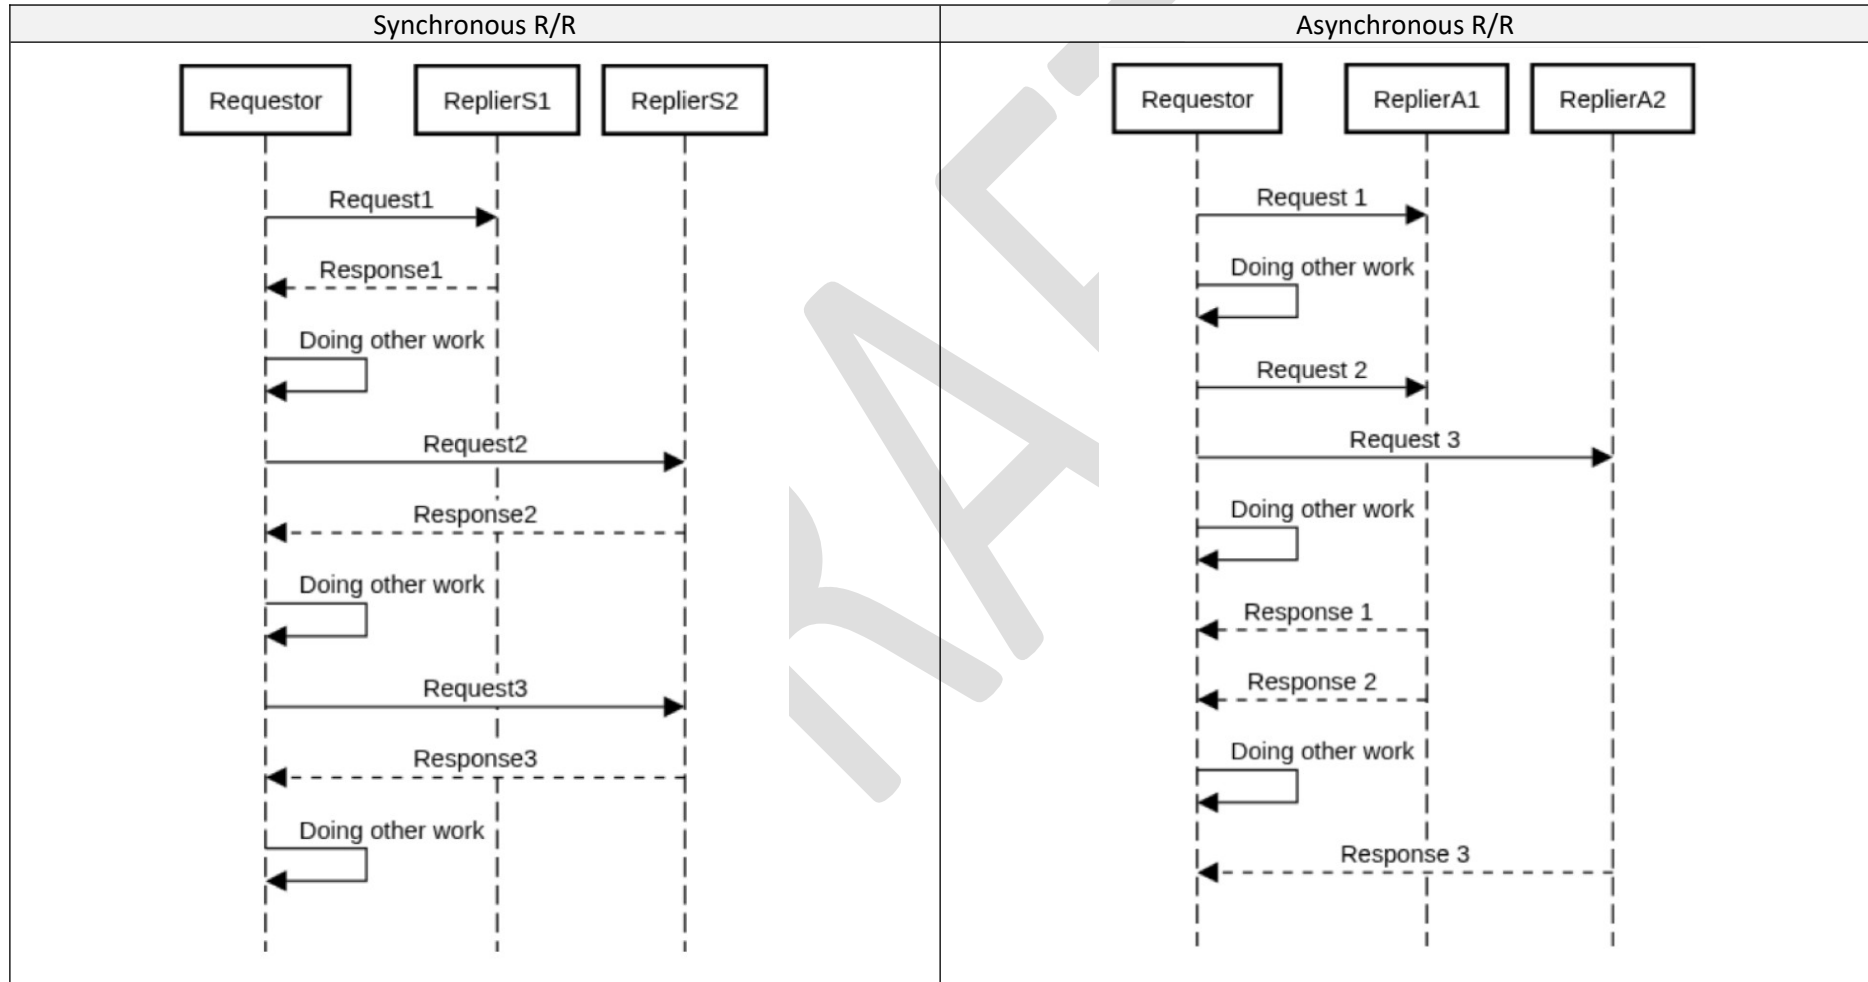 Synchronous R/R
Asynchronous R/R
Requestor
ReplierS1
ReplierS2
Request1
Response1
Doing other work
Request2
Response2
Doing other work
Request3
Response3
Doing other work
Requestor
ReplierA1
ReplierA2
Request 1
Doing other work
Request 2
Request 3
Doing other work
Response 1
Response 2
Doing other work
Response 3